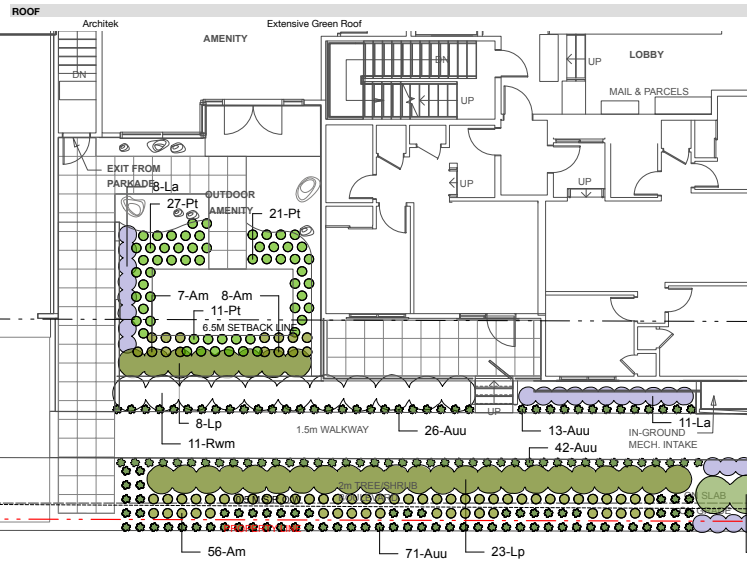 ROOF
Architek
Extensive Green Roof
AMENITY
DN
DN
LOBBY
UP
MAIL & PARCELS
UP
EXIT FROM
PARKADE
8-La
UP
UP
27-Pt
OUTDOOR
AMENITY
21-Pt
7-Am
8-Am
11-Pt
6.5M SETBACK LINE
8-Lp
11-Rwm
1.5m WALKWAY
26-Auu
UP
13-Auu
11-La
IN-GROUND
MECH. INTAKE
42-Auu
2m TREE/SHRUB
BOULEVARD
SLAB
PROPERTY LINE
56-Am
71-Auu
23-Lp